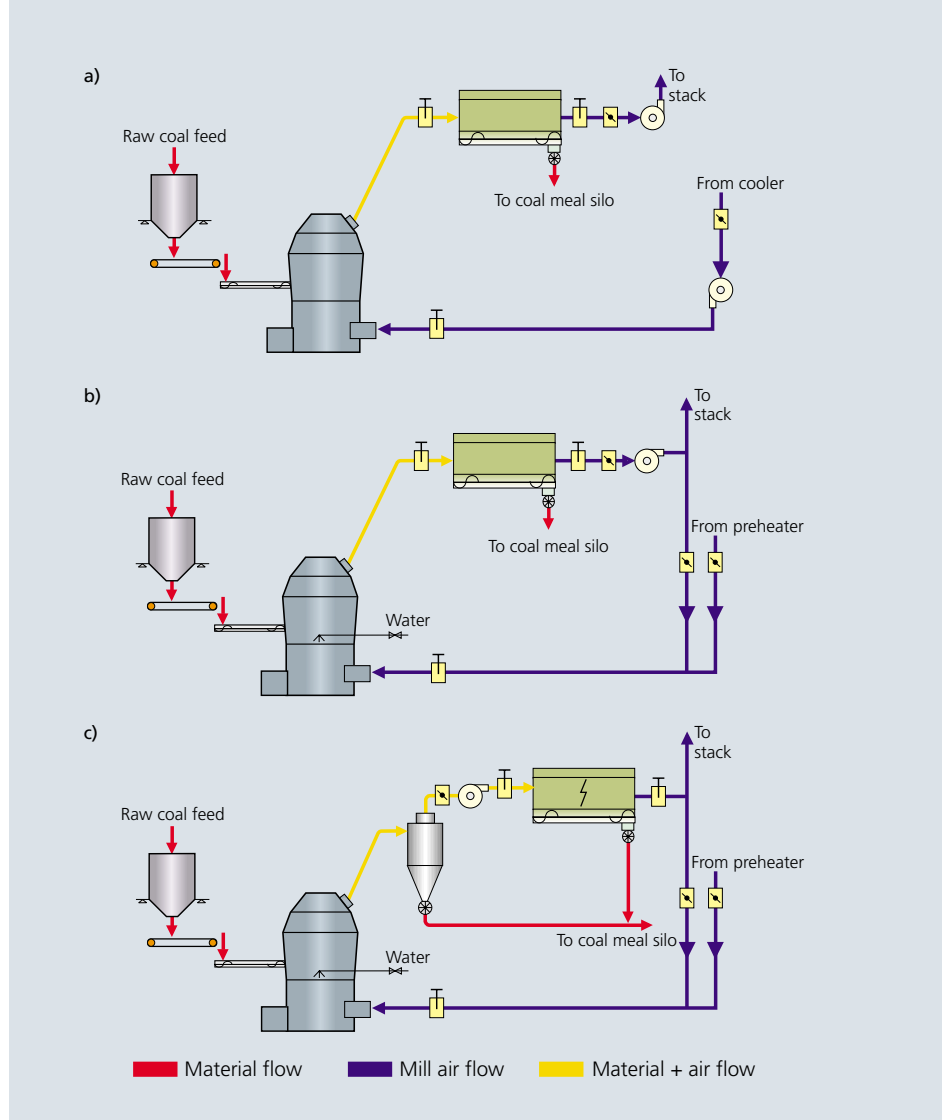 a)
To
stack
Raw coal feed
From cooler
To coal meal silo
b)
To
stack
Raw coal feed
From preheater
To coal meal silo
Water
c)
To
stack
Raw coal feed
From preheater
To coal meal silo
Water
Material flow
Mill air flow
Material + air flow